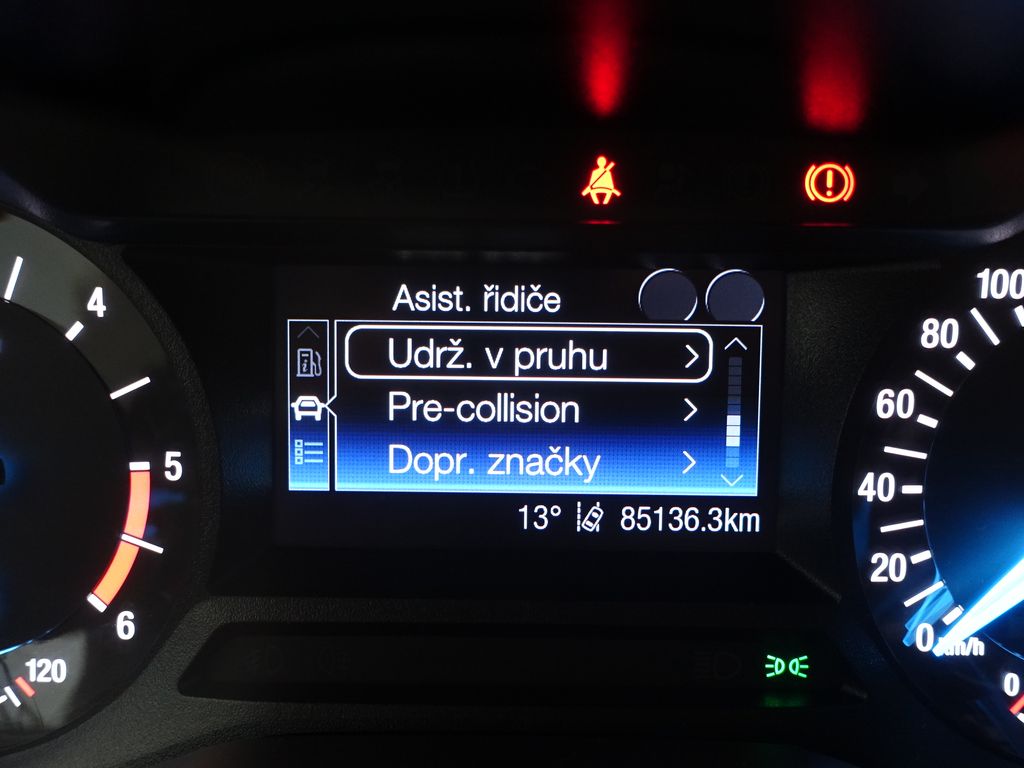 Asist. řidiče
Udrž. v pruhu
Pre-collision
Dopr. značky
13° 85136.3km
4
5
6
120
100
80
60
40
20
0
km/h
0